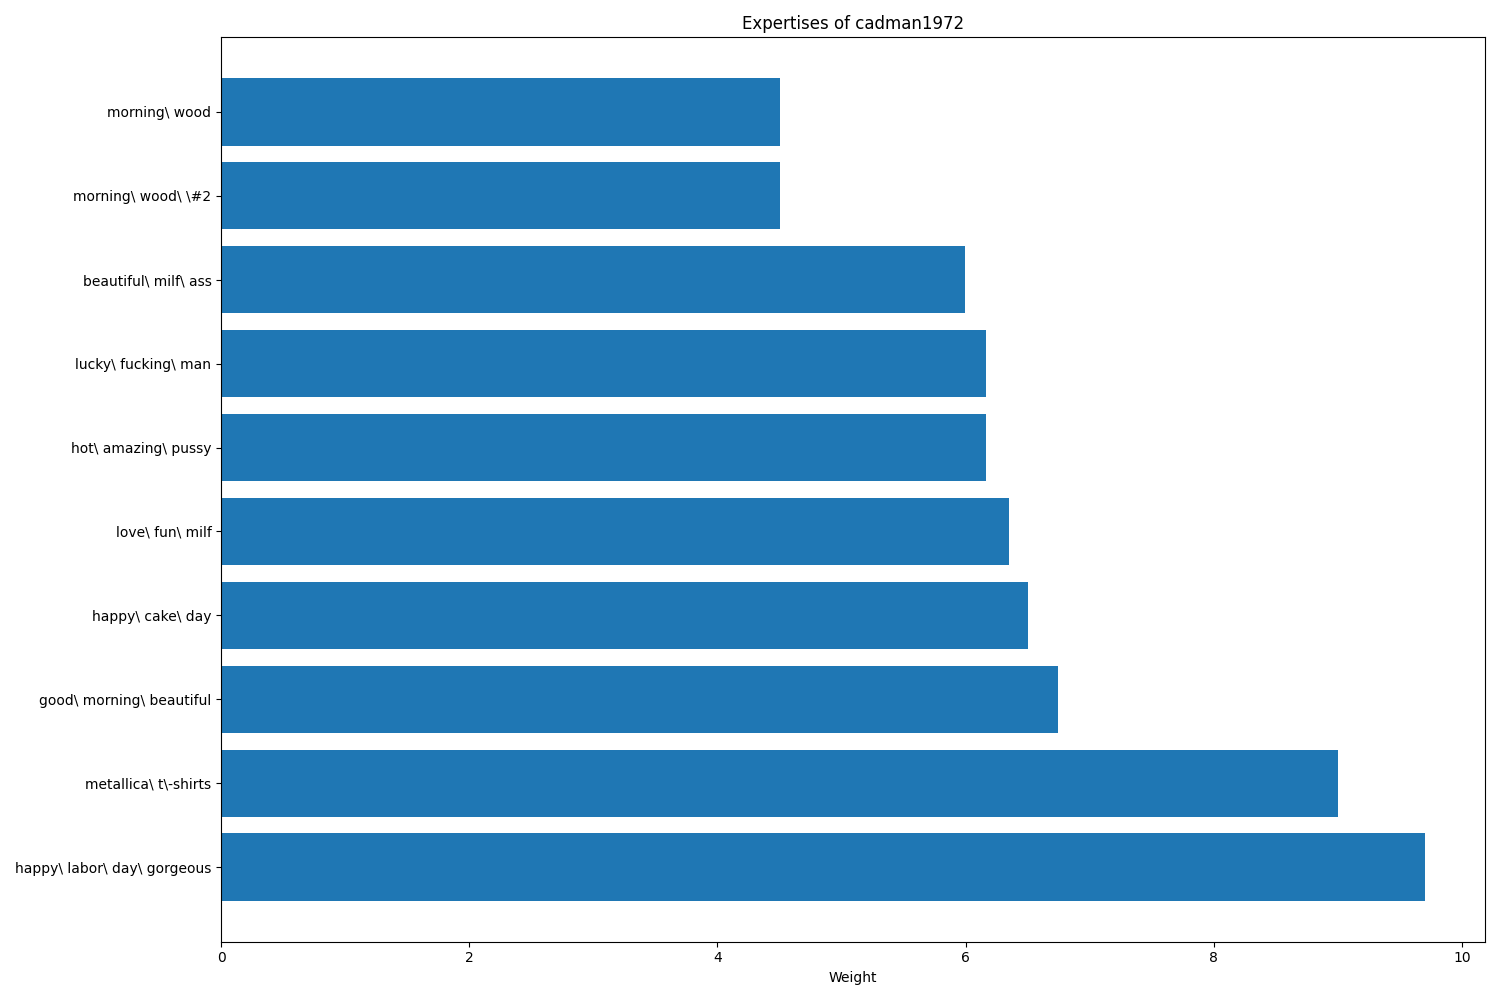 Expertises of cadman1972
morning\ wood
morning\ wood\ \#2
beautiful\ milf\ ass
lucky\ fucking\ man
hot\ amazing\ pussy
love\ fun\ milf
happy\ cake\ day
good\ morning\ beautiful
metallica\ t\-shirts
happy\ labor\ day\ gorgeous
0 2 4 6 8 10
Weight